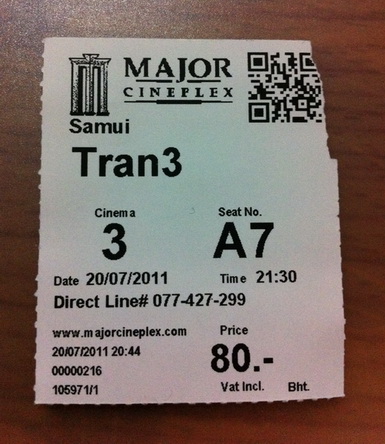 MAJOR
CINEPLEX
Samui
Tran3
Cinema Seat No.
3 A7
Date 20/07/2011 Time 21:30
Direct Line# 077-427-299
www.majorcineplex.com Price
20/07/2011 20:44 80.-
00000216
105971/1 Vat Incl. Bht.